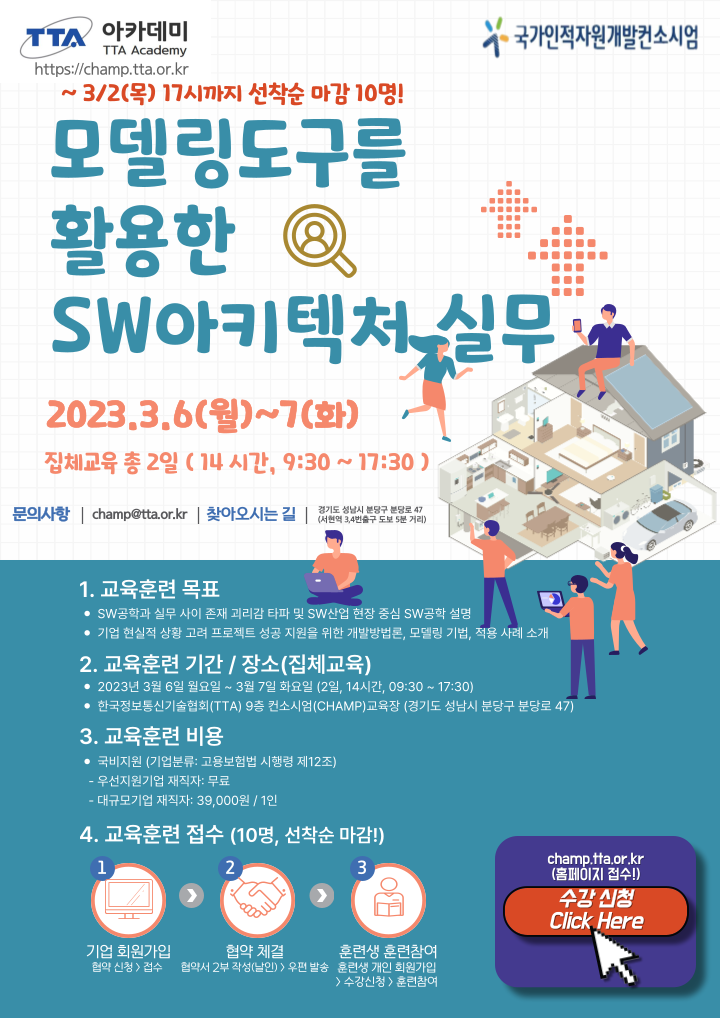 TTA 아카데미
TTA Academy
https://champ.tta.or.kr
국가인적자원개발컨소시엄
~ 3/2(목) 17시까지 선착순 마감 10명!
모델링도구를
활용한
SW아키텍처 실무
2023.3.6(월)~7(화)
집체교육 총 2일 ( 14 시간, 9:30 ~ 17:30 )
문의사항 | champ@tta.or.kr | 찾아오시는 길 | 경기도 성남시 분당구 분당로 47
(서현역 3,4번출구 도보 5분 거리)
1. 교육훈련 목표
• SW공학과 실무 사이 존재 괴리감 타파 및 SW산업 현장 중심 SW공학 설명
• 기업 현실적 상황 고려 프로젝트 성공 지원을 위한 개발방법론, 모델링 기법, 적용 사례 소개
2. 교육훈련 기간 / 장소(집체교육)
• 2023년 3월 6일 월요일 ~ 3월 7일 화요일 (2일, 14시간, 09:30 ~ 17:30)
• 한국정보통신기술협회(TTA) 9층 컨소시엄(CHAMP)교육장 (경기도 성남시 분당구 분당로 47)
3. 교육훈련 비용
• 국비지원 (기업분류: 고용보험법 시행령 제12조)
- 우선지원기업 재직자: 무료
- 대규모기업 재직자: 39,000원 / 1인
4. 교육훈련 접수 (10명, 선착순 마감!)
1
기업 회원가입
협약 신청 > 접수
2
협약 체결
협약서 2부 작성(날인) > 우편 발송
3
훈련생 훈련참여
훈련생 개인 회원가입
> 수강신청 > 훈련참여
champ.tta.or.kr
(홈페이지 접수!)
수강 신청
Click Here